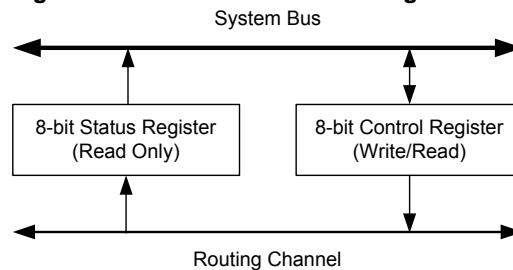 System Bus
8-bit Status Register
(Read Only)
8-bit Control Register
(Write/Read)
Routing Channel